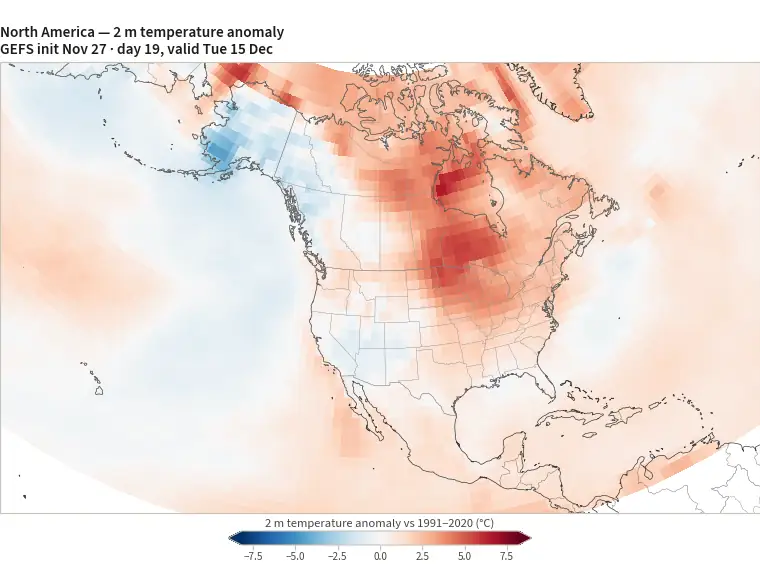 North America — 2 m temperature anomaly
GEFS init Nov 27 · day 19, valid Tue 15 Dec
2 m temperature anomaly vs 1991–2020 (°C)
−7.5 −5.0 −2.5 0.0 2.5 5.0 7.5